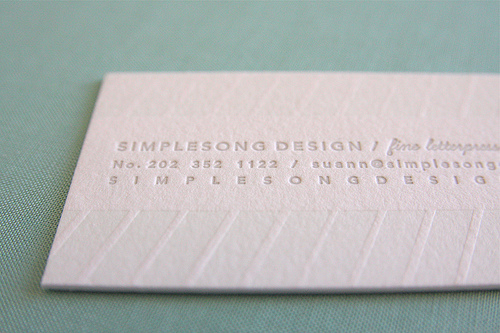 SIMPLESONG DESIGN / fine letterpress
No. 202 352 1122 / suann@simplesong
SIMPLESONGDESIG